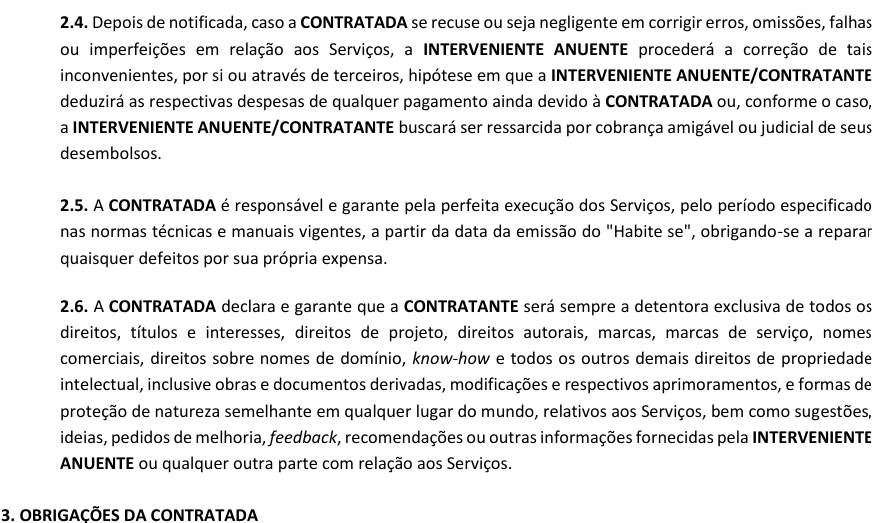 2.4. Depois de notificada, caso a CONTRATADA se recuse ou seja negligente em corrigir erros, omissões, falhas
ou imperfeições em relação aos Serviços, a INTERVENIENTE ANUENTE procederá a correção de tais
inconvenientes, por si ou através de terceiros, hipótese em que a INTERVENIENTE ANUENTE/CONTRATANTE
deduzirá as respectivas despesas de qualquer pagamento ainda devido à CONTRATADA ou, conforme o caso,
a INTERVENIENTE ANUENTE/CONTRATANTE buscará ser ressarcida por cobrança amigável ou judicial de seus
desembolsos.
2.5. A CONTRATADA é responsável e garante pela perfeita execução dos Serviços, pelo período especificado
nas normas técnicas e manuais vigentes, a partir da data da emissão do "Habite se", obrigando-se a reparar
quaisquer defeitos por sua própria expensa.
2.6. A CONTRATADA declara e garante que a CONTRATANTE será sempre a detentora exclusiva de todos os
direitos, títulos e interesses, direitos de projeto, direitos autorais, marcas, marcas de serviço, nomes
comerciais, direitos sobre nomes de domínio, know-how e todos os outros demais direitos de propriedade
intelectual, inclusive obras e documentos derivadas, modificações e respectivos aprimoramentos, e formas de
proteção de natureza semelhante em qualquer lugar do mundo, relativos aos Serviços, bem como sugestões,
ideias, pedidos de melhoria, feedback, recomendações ou outras informações fornecidas pela INTERVENIENTE
ANUENTE ou qualquer outra parte com relação aos Serviços.
3. OBRIGAÇÕES DA CONTRATADA